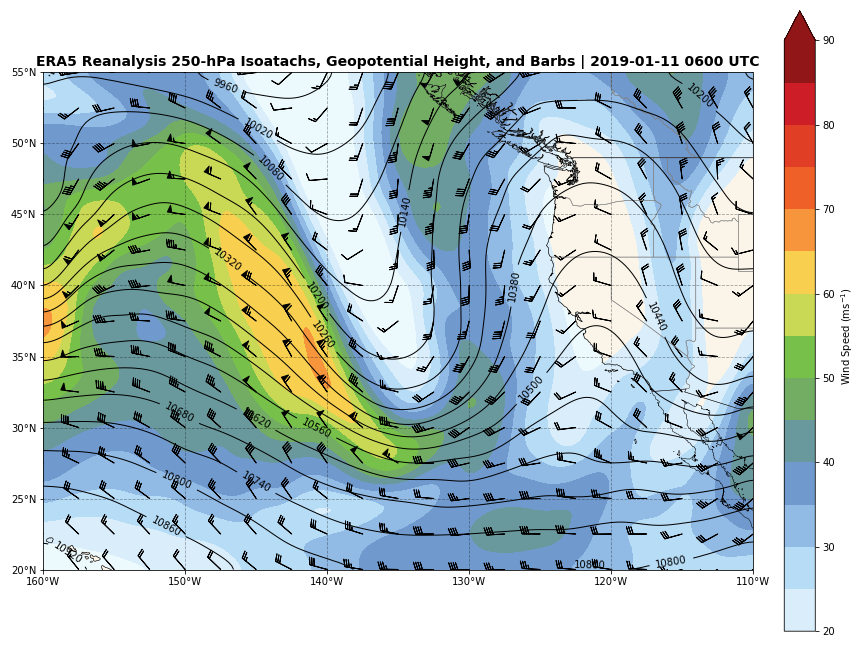 ERA5 Reanalysis 250-hPa Isoatachs, Geopotential Height, and Barbs | 2019-01-11 0600 UTC
55°N
50°N
45°N
40°N
35°N
30°N
25°N
20°N
160°W
150°W
140°W
130°W
120°W
110°W
9960
10020
10080
10140
10200
10200
10260
10320
10380
10440
10500
10560
10620
10680
10740
10800
10860
10920
10800
10800
90
80
70
60
50
40
30
20
Wind Speed (ms⁻¹)